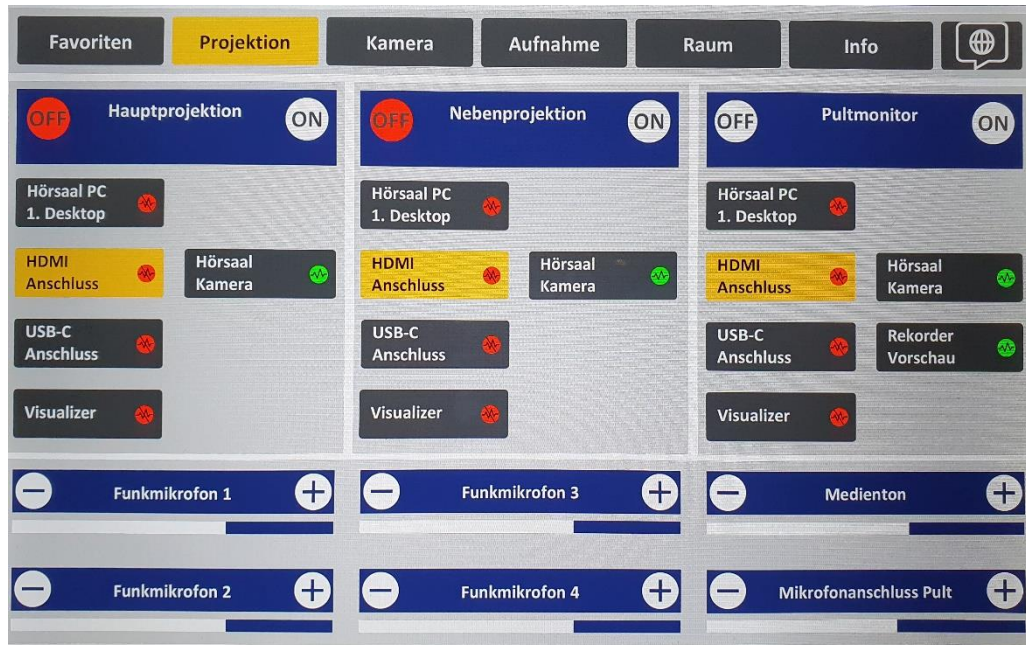 Favoriten
Projektion
Kamera
Aufnahme
Raum
Info
OFF
Hauptprojektion
ON
OFF
Nebenprojektion
ON
OFF
Pultmonitor
ON
Hörsaal PC
1. Desktop
Hörsaal PC
1. Desktop
Hörsaal PC
1. Desktop
HDMI
Anschluss
Hörsaal
Kamera
HDMI
Anschluss
Hörsaal
Kamera
HDMI
Anschluss
Hörsaal
Kamera
USB-C
Anschluss
USB-C
Anschluss
USB-C
Anschluss
Rekorder
Vorschau
Visualizer
Visualizer
Visualizer
Funkmikrofon 1
Funkmikrofon 3
Medienton
Funkmikrofon 2
Funkmikrofon 4
Mikrofonanschluss Pult